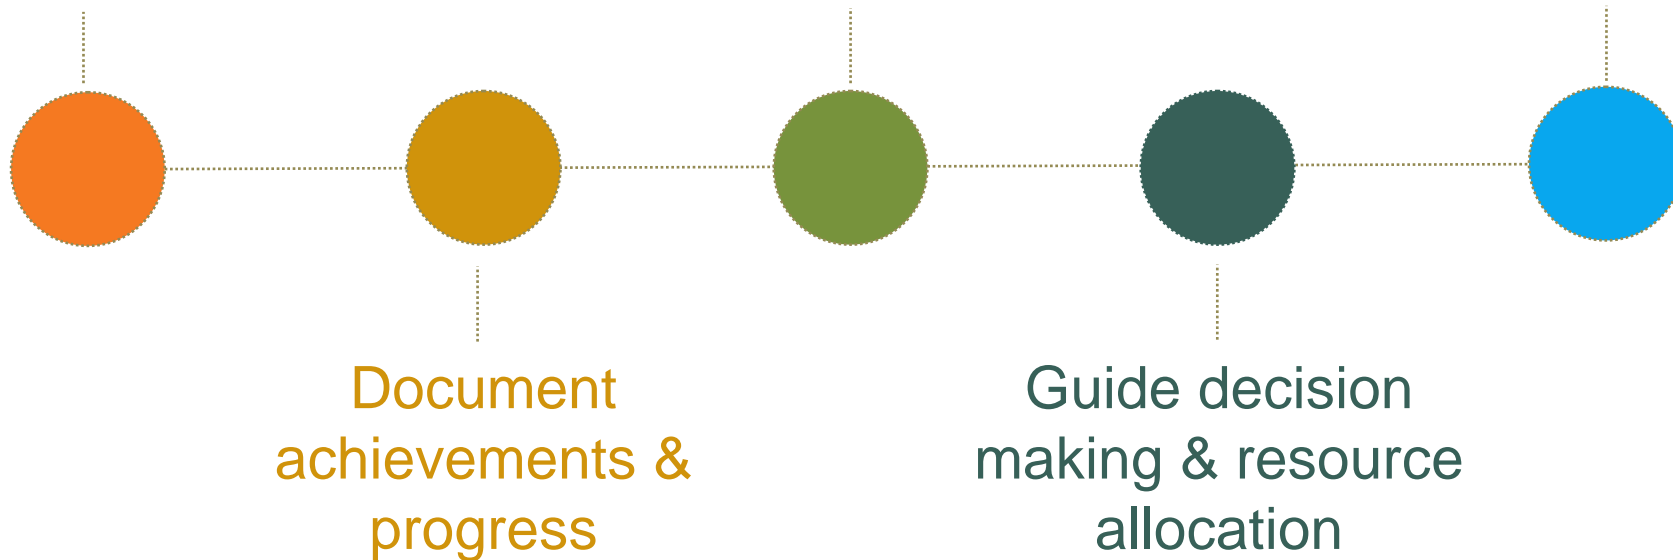 Document
achievements &
progress
Guide decision
making & resource
allocation